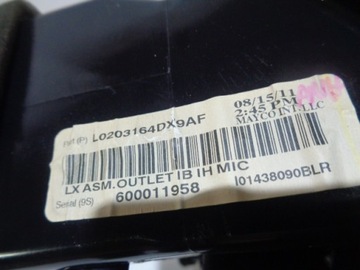 Part (P) L0203164DX9AF
08/15/11
2:45 PM
MAYCO INT LLC
LX ASM. OUTLET IB IH MIC
Serial (9S) 600011958
I01438090BLR